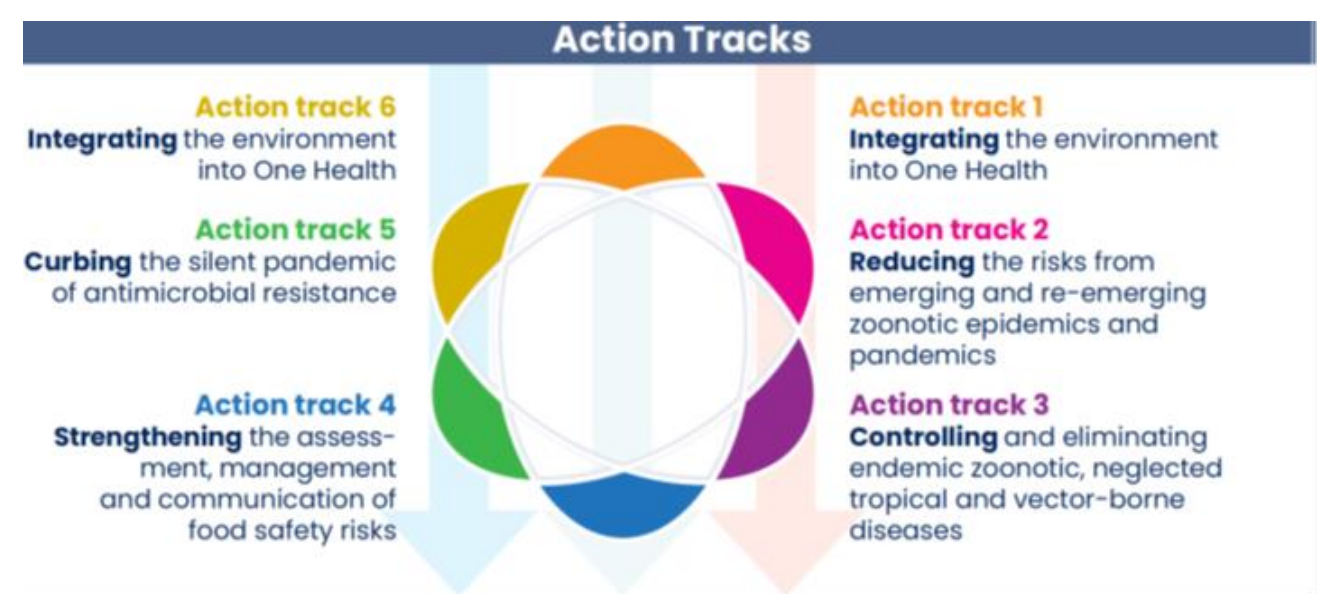 Action Tracks
Action track 6
Integrating the environment
into One Health
Action track 5
Curbing the silent pandemic
of antimicrobial resistance
Action track 4
Strengthening the assess-
ment, management
and communication of
food safety risks
Action track 1
Integrating the environment
into One Health
Action track 2
Reducing the risks from
emerging and re-emerging
zoonotic epidemics and
pandemics
Action track 3
Controlling and eliminating
endemic zoonotic, neglected
tropical and vector-borne
diseases